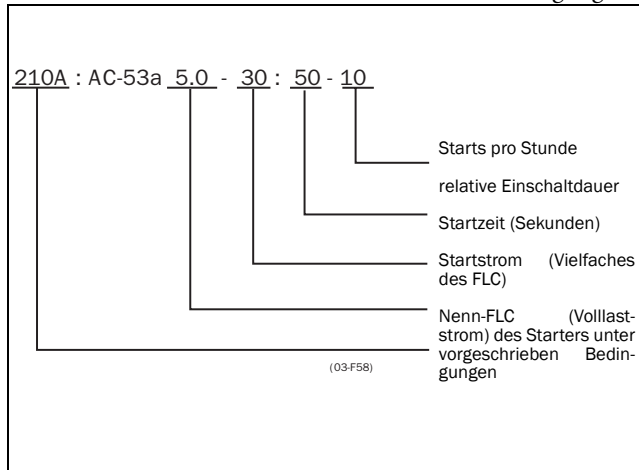 210A : AC-53a 5.0 - 30 : 50 - 10
Starts pro Stunde
relative Einschaltdauer
Startzeit (Sekunden)
Startstrom (Vielfaches
des FLC)
Nenn-FLC (Volllast-
strom) des Starters unter
vorgeschrieben Bedin-
gungen
(03-F58)